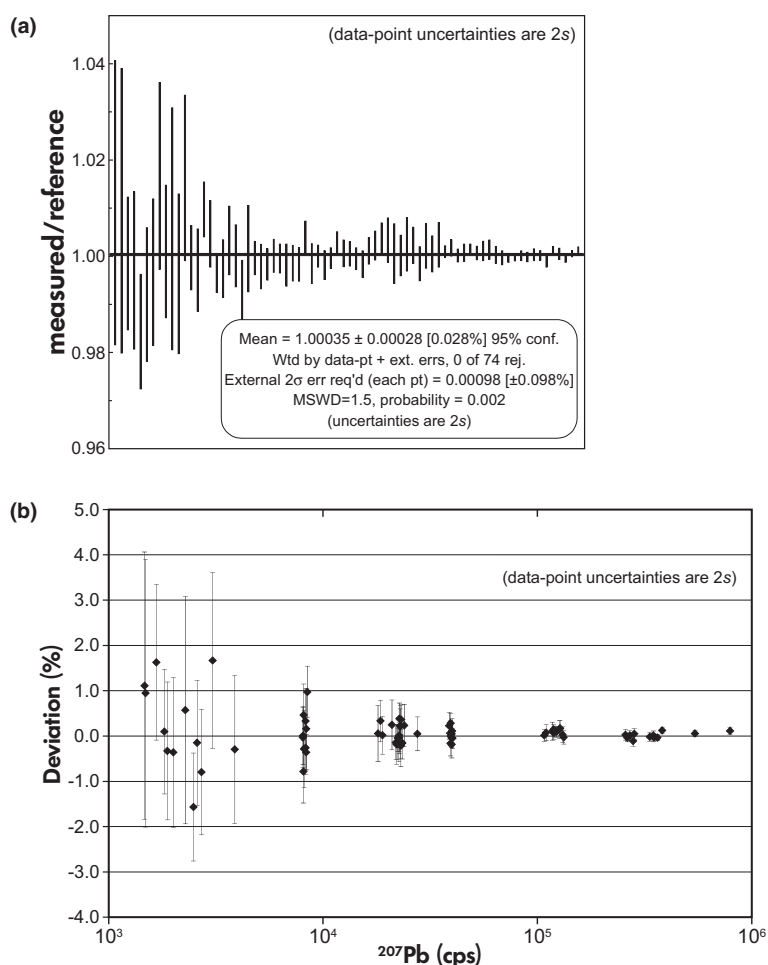 (a)
(data-point uncertainties are 2s)
1.04
1.02
1.00
0.98
0.96
measured/reference
Mean = 1.00035 ± 0.00028 [0.028%] 95% conf.
Wtd by data-pt + ext. errs, 0 of 74 rej.
External 2σ err req'd (each pt) = 0.00098 [±0.098%]
MSWD=1.5, probability = 0.002
(uncertainties are 2s)
(b)
5.0
4.0
3.0
2.0
1.0
0.0
-1.0
-2.0
-3.0
-4.0
Deviation (%)
(data-point uncertainties are 2s)
10³ 10⁴ 10⁵ 10⁶
²⁰⁷Pb (cps)